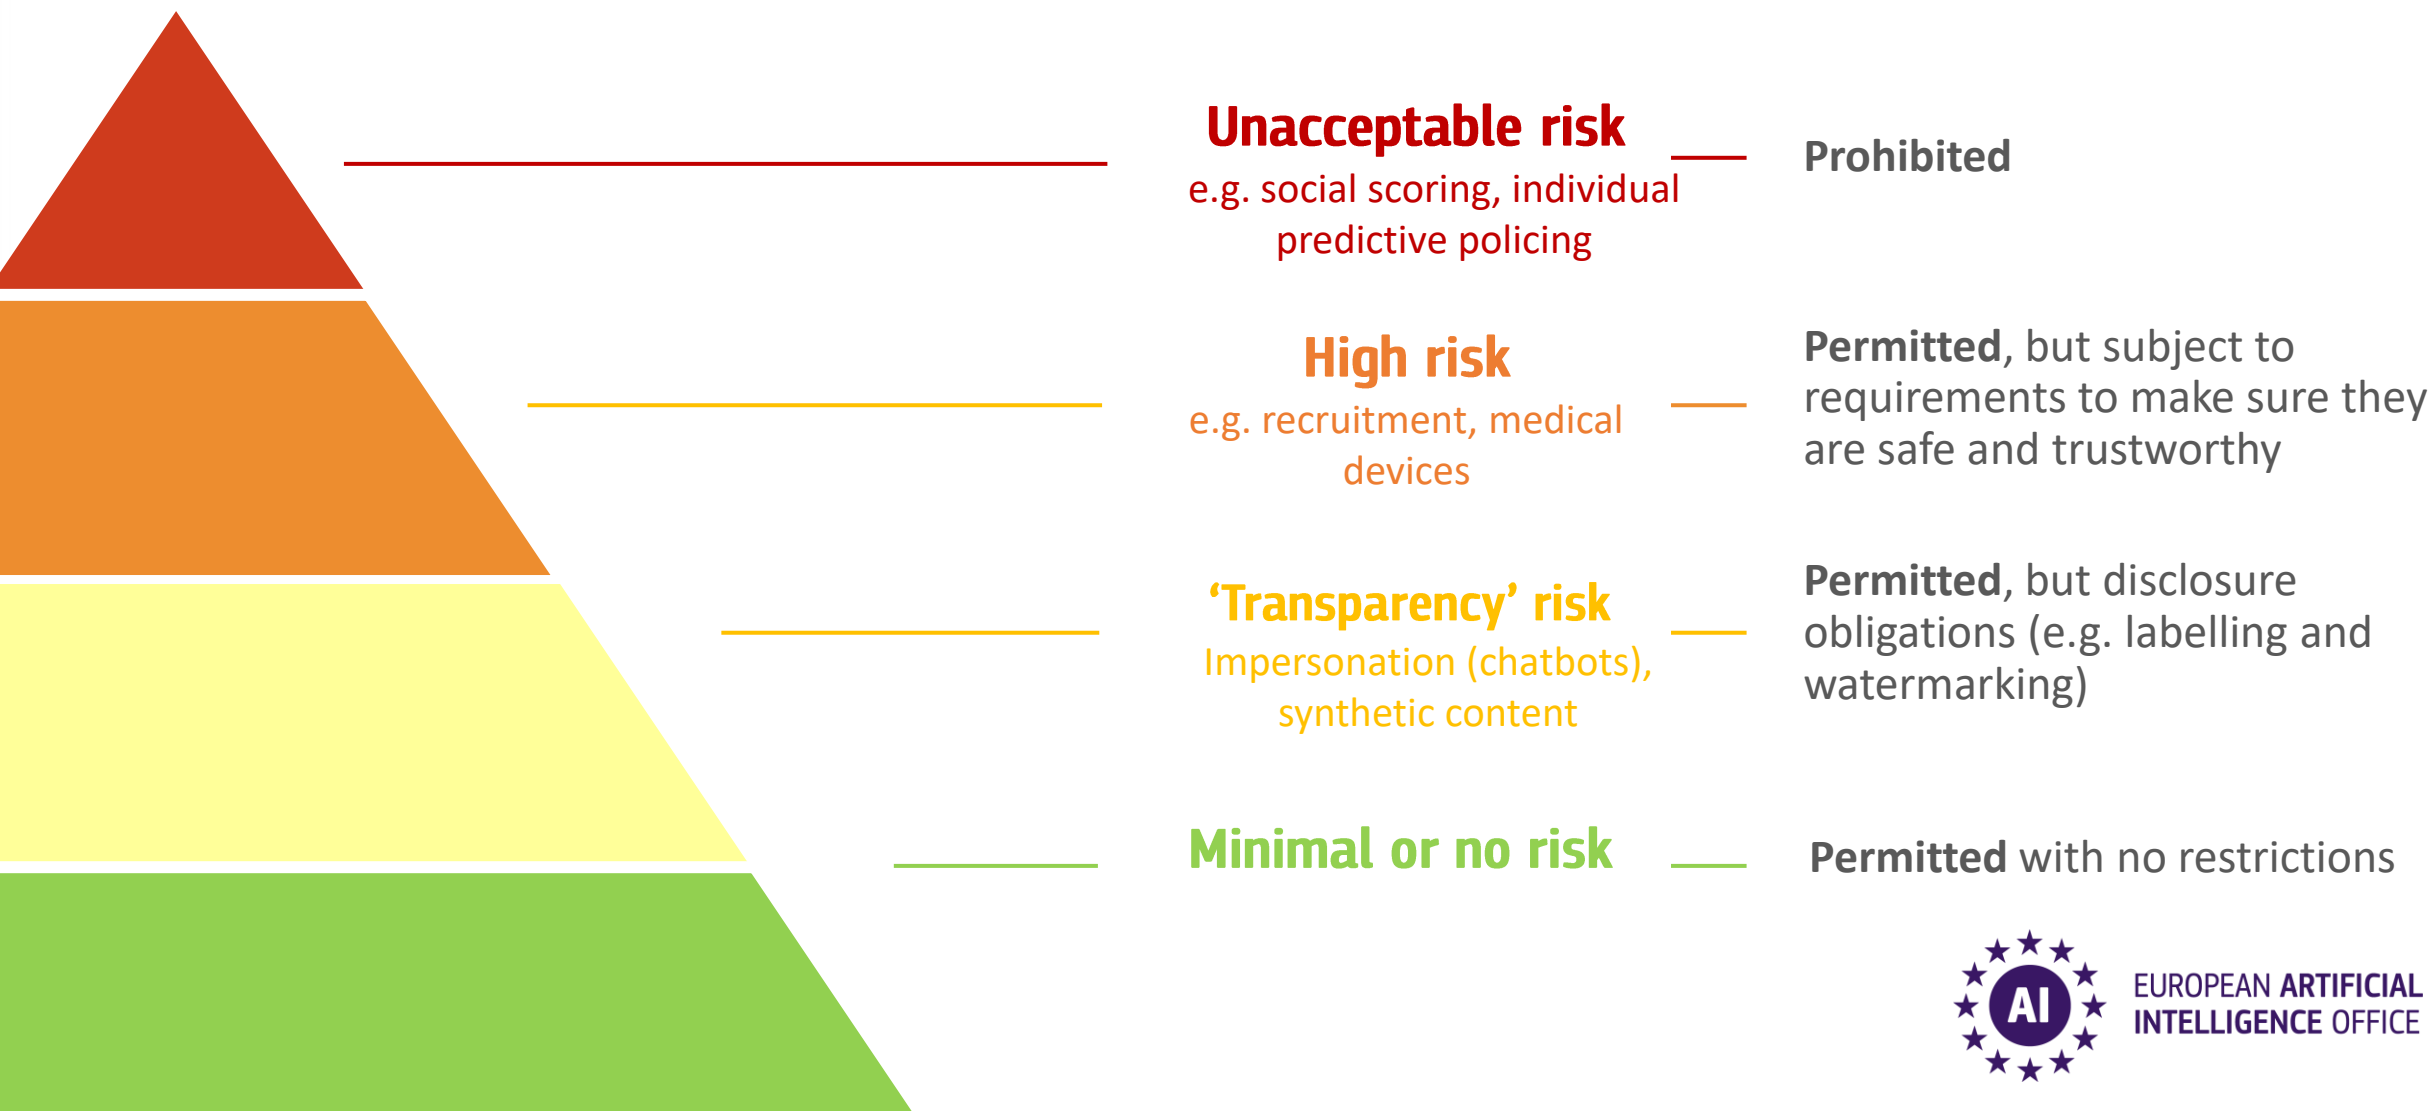 Unacceptable risk
e.g. social scoring, individual
predictive policing
Prohibited
High risk
e.g. recruitment, medical
devices
Permitted, but subject to
requirements to make sure they
are safe and trustworthy
‘Transparency’ risk
Impersonation (chatbots),
synthetic content
Permitted, but disclosure
obligations (e.g. labelling and
watermarking)
Minimal or no risk
Permitted with no restrictions
AI
EUROPEAN ARTIFICIAL
INTELLIGENCE OFFICE